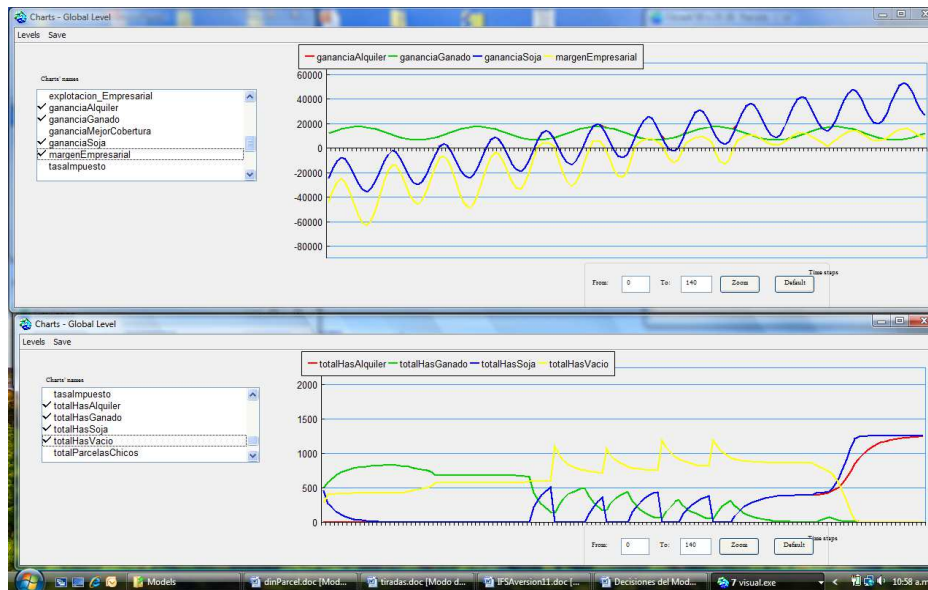 Charts - Global Level
Levels Save
gananciaAlquiler gananciaGanado gananciaSoja margenEmpresarial
Charts' names
explotacion_Empresarial
gananciaAlquiler
gananciaGanado
gananciaMejorCobertura
gananciaSoja
margenEmpresarial
tasaImpuesto
60000
40000
20000
0
-20000
-40000
-60000
-80000
Time steps
From: 0 To: 140 Zoom Default
Charts - Global Level
Levels Save
totalHasAlquiler totalHasGanado totalHasSoja totalHasVacio
Charts' names
tasaImpuesto
totalHasAlquiler
totalHasGanado
totalHasSoja
totalHasVacio
totalParcelasChicos
2000
1500
1000
500
0
Time steps
From: 0 To: 140 Zoom Default
Models dinParcel.doc [Mod... tiradas.doc [Modo d... IFSAversion11.doc [... Decisiones del Mod... 7 visual.exe 10:58 a.m.